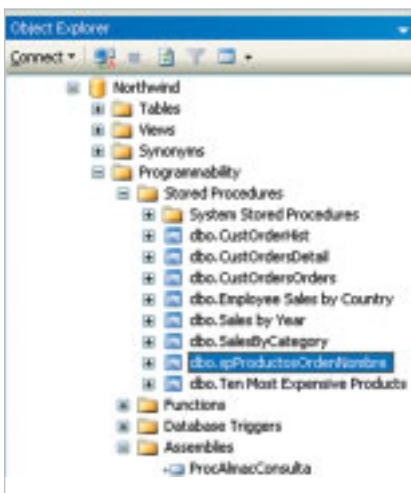 Object Explorer
Connect
Northwind
Tables
Views
Synonyms
Programmability
Stored Procedures
System Stored Procedures
dbo.CustOrderHist
dbo.CustOrdersDetail
dbo.CustOrdersOrders
dbo.Employee Sales by Country
dbo.Sales by Year
dbo.SalesByCategory
dbo.spProductosOrdenNombre
dbo.Ten Most Expensive Products
Functions
Database Triggers
Assemblies
ProcAlmacConsulta